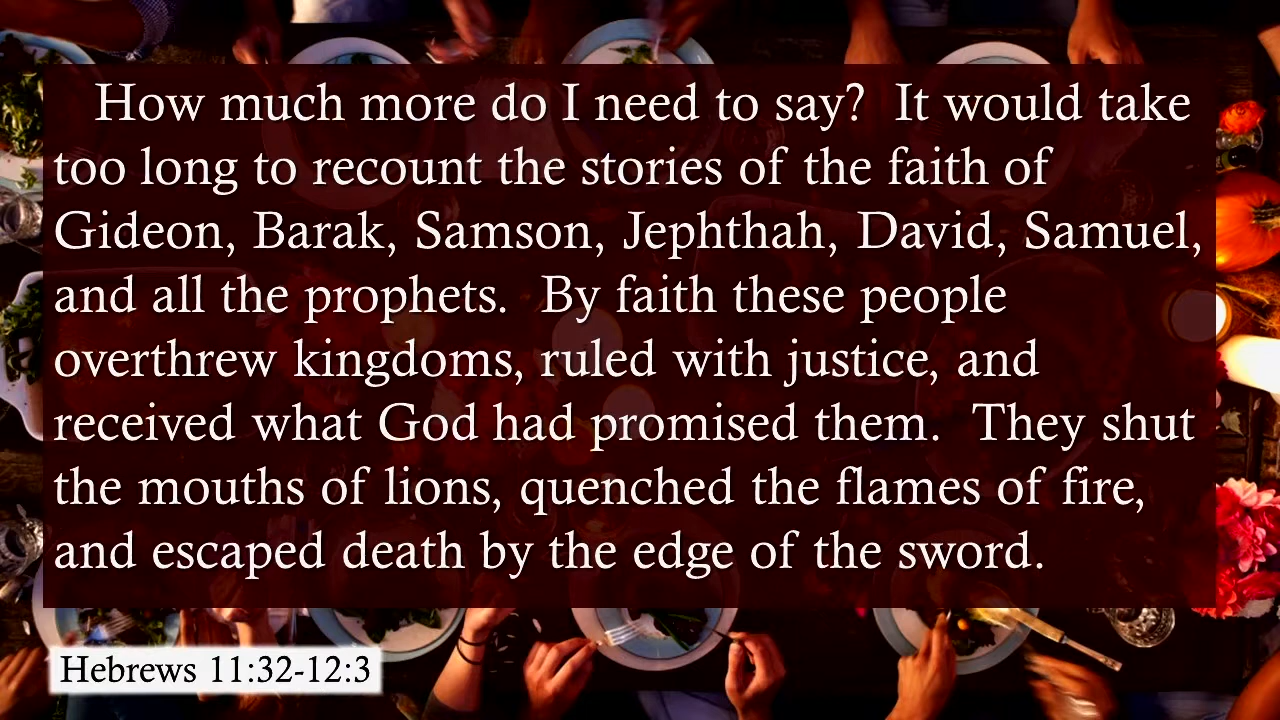 How much more do I need to say?  It would take
too long to recount the stories of the faith of
Gideon, Barak, Samson, Jephthah, David, Samuel,
and all the prophets.  By faith these people
overthrew kingdoms, ruled with justice, and
received what God had promised them.  They shut
the mouths of lions, quenched the flames of fire,
and escaped death by the edge of the sword.
Hebrews 11:32-12:3